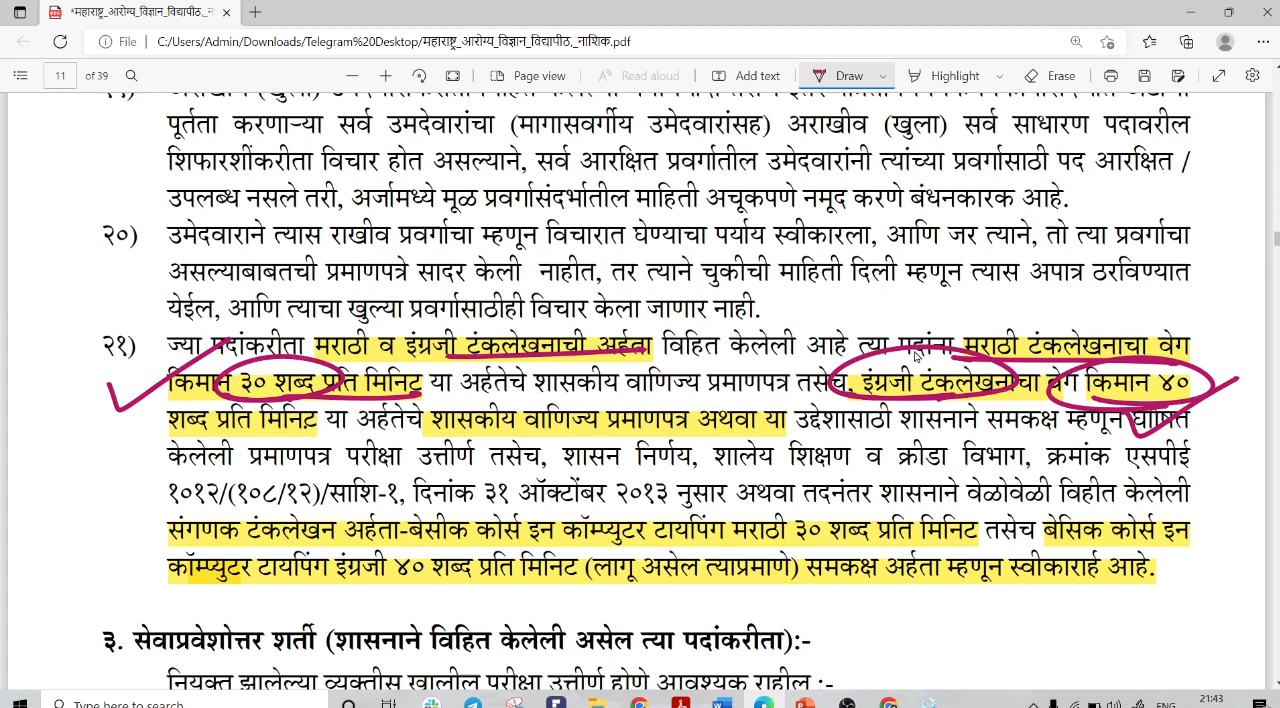 *महाराष्ट्र_आरोग्य_विज्ञान_विद्यापीठ_ना
File C:/Users/Admin/Downloads/Telegram%20Desktop/महाराष्ट्र_आरोग्य_विज्ञान_विद्यापीठ,_नाशिक.pdf
11 of 39 Page view Read aloud Add text Draw Highlight Erase
पूर्तता करणाऱ्या सर्व उमदेवारांचा (मागासवर्गीय उमेदवारांसह) अराखीव (खुला) सर्व साधारण पदावरील
शिफारशींकरीता विचार होत असल्याने, सर्व आरक्षित प्रवर्गातील उमेदवारांनी त्यांच्या प्रवर्गासाठी पद आरक्षित /
उपलब्ध नसले तरी, अर्जामध्ये मूळ प्रवर्गासंदर्भातील माहिती अचूकपणे नमूद करणे बंधनकारक आहे.
२०) उमेदवाराने त्यास राखीव प्रवर्गाचा म्हणून विचारात घेण्याचा पर्याय स्वीकारला, आणि जर त्याने, तो त्या प्रवर्गाचा
असल्याबाबतची प्रमाणपत्रे सादर केली नाहीत, तर त्याने चुकीची माहिती दिली म्हणून त्यास अपात्र ठरविण्यात
येईल, आणि त्याचा खुल्या प्रवर्गासाठीही विचार केला जाणार नाही.
२१) ज्या पदांकरीता मराठी व इंग्रजी टंकलेखनाची अर्हता विहित केलेली आहे त्या पदांना मराठी टंकलेखनाचा वेग
किमान ३० शब्द प्रति मिनिट या अर्हतेचे शासकीय वाणिज्य प्रमाणपत्र तसेच, इंग्रजी टंकलेखनाचा वेग किमान ४०
शब्द प्रति मिनिट या अर्हतेचे शासकीय वाणिज्य प्रमाणपत्र अथवा या उद्देशासाठी शासनाने समकक्ष म्हणून घोषित
केलेली प्रमाणपत्र परीक्षा उत्तीर्ण तसेच, शासन निर्णय, शालेय शिक्षण व क्रीडा विभाग, क्रमांक एसपीई
१०१२/(१०८/१२)/साशि-१, दिनांक ३१ ऑक्टोंबर २०१३ नुसार अथवा तदनंतर शासनाने वेळोवेळी विहीत केलेली
संगणक टंकलेखन अर्हता-बेसीक कोर्स इन कॉम्प्युटर टायपिंग मराठी ३० शब्द प्रति मिनिट तसेच बेसिक कोर्स इन
कॉम्प्युटर टायपिंग इंग्रजी ४० शब्द प्रति मिनिट (लागू असेल त्याप्रमाणे) समकक्ष अर्हता म्हणून स्वीकारार्ह आहे.
३. सेवाप्रवेशोत्तर शर्ती (शासनाने विहित केलेली असेल त्या पदांकरीता):-
नियुक्त झालेल्या व्यक्तीस खालील परीक्षा उत्तीर्ण होणे आवश्यक राहील :-
Type here to search ENG 21:43